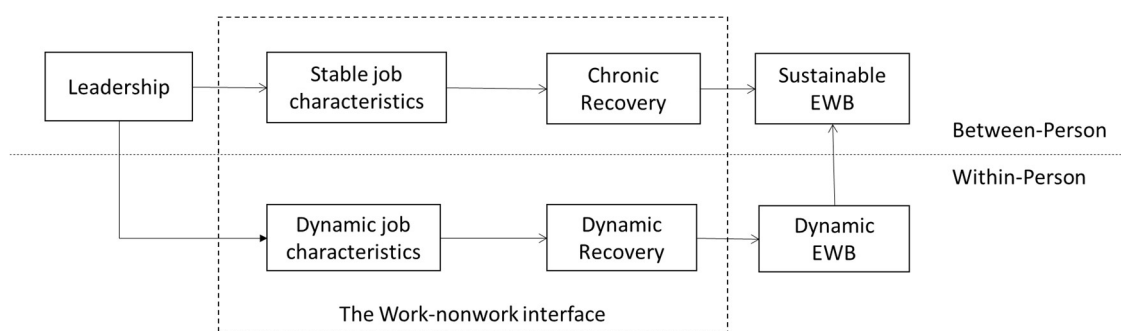 Leadership
Stable job
characteristics
Chronic
Recovery
Sustainable
EWB
Between-Person
Within-Person
Dynamic job
characteristics
Dynamic
Recovery
Dynamic
EWB
The Work-nonwork interface